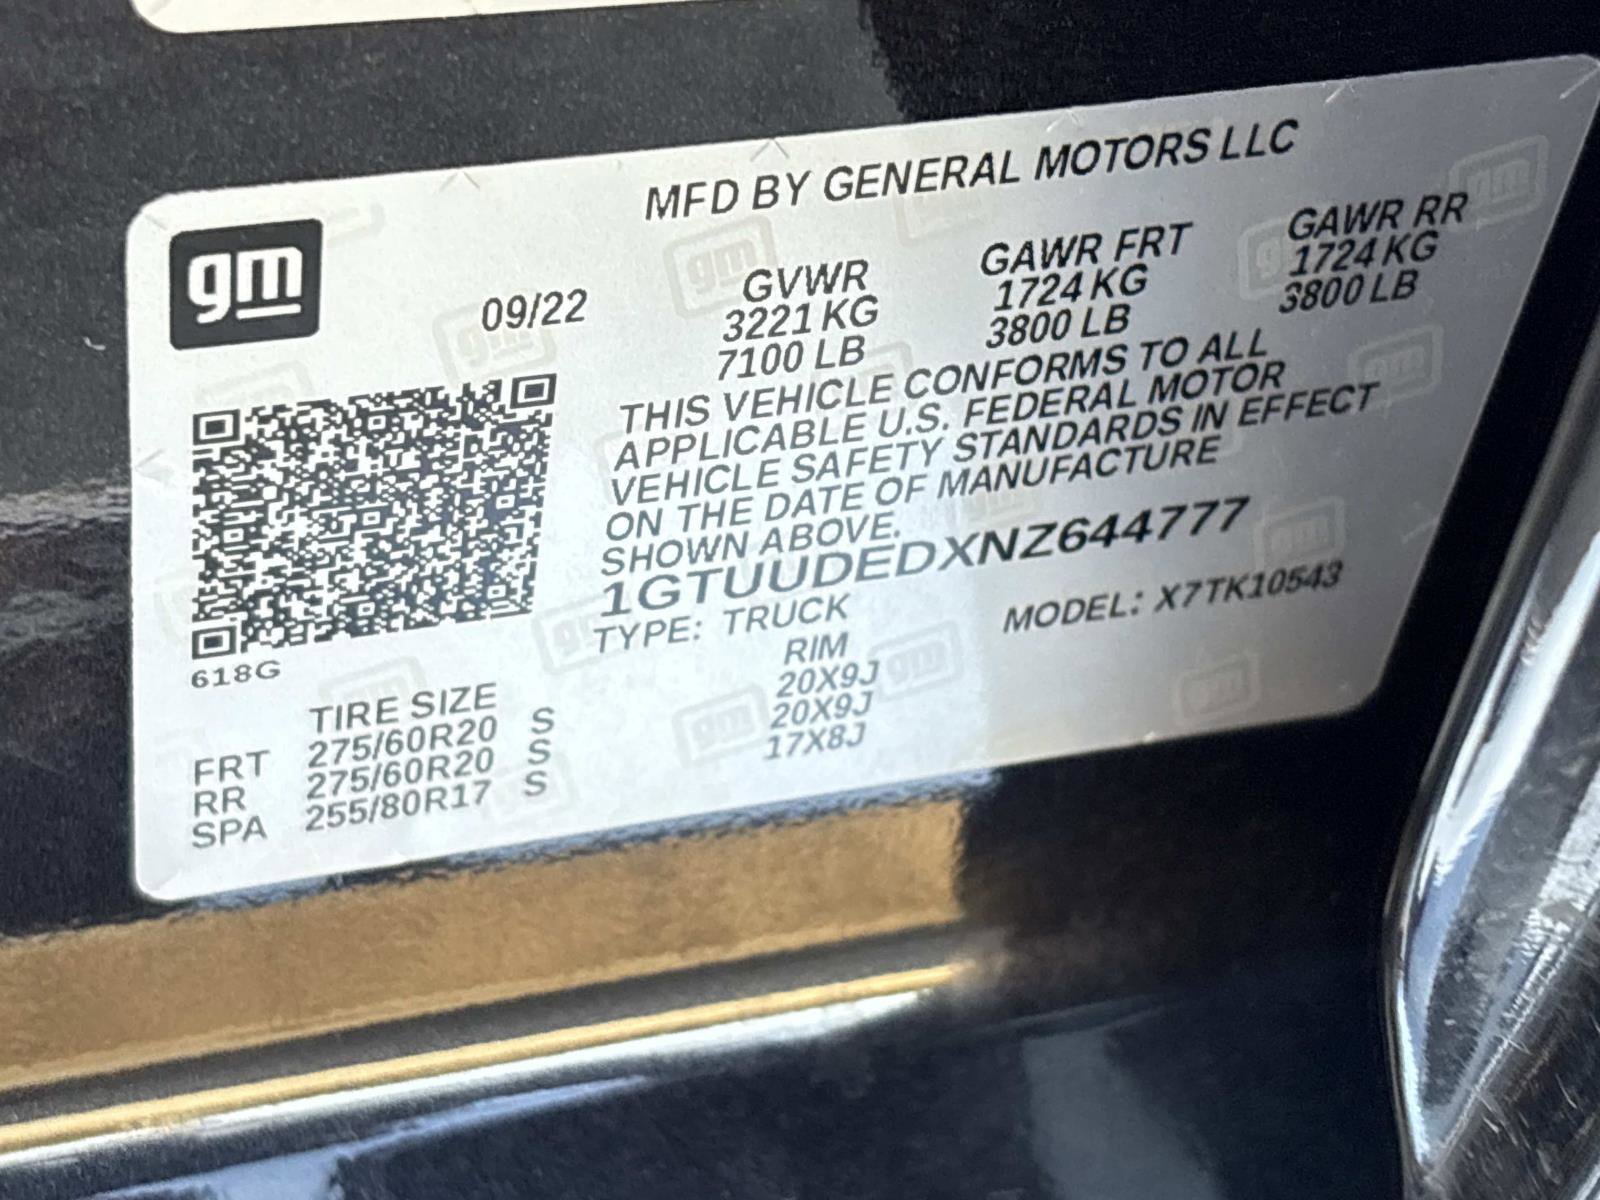 gm
MFD BY GENERAL MOTORS LLC
09/22
GVWR GAWR FRT GAWR RR
3221 KG 1724 KG 1724 KG
7100 LB 3800 LB 3800 LB
THIS VEHICLE CONFORMS TO ALL
APPLICABLE U.S. FEDERAL MOTOR
VEHICLE SAFETY STANDARDS IN EFFECT
ON THE DATE OF MANUFACTURE
SHOWN ABOVE.
1GTUUDEDXNZ644777
TYPE: TRUCK MODEL: X7TK10543
618G
TIRE SIZE RIM
FRT 275/60R20 S 20X9J
RR 275/60R20 S 20X9J
SPA 255/80R17 S 17X8J